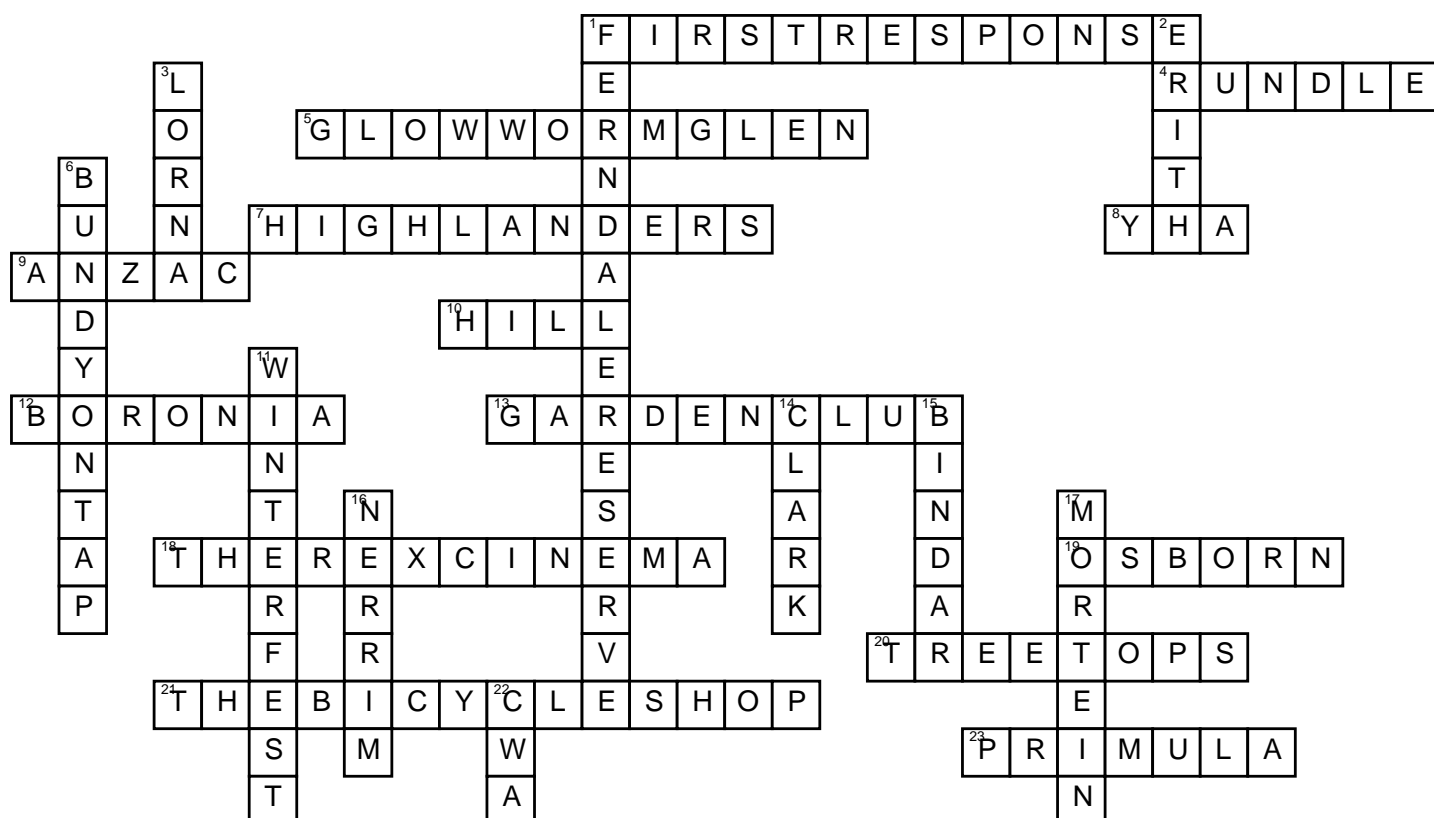 1 F I R S T R E S P O N S 2 E
3 L E 4 R U N D L E
O 5 G L O W W O R M G L E N I
6 B R N T
U N 7 H I G H L A N D E R S 8 Y H A
9 A N Z A C A
D 10 H I L L
Y 11 W E
12 B O R O N I A 13 G A R D E N 14 C L U 15 B
N N E L I
T T 16 N S A N 17 M
A 18 T H E R E X C I N E M A R D 19 O S B O R N
P R R R K A R
F R V 20 T R E E T O P S
21 T H E B I C Y 22 C L E S H O P E
S M W 23 P R I M U L A
T A N